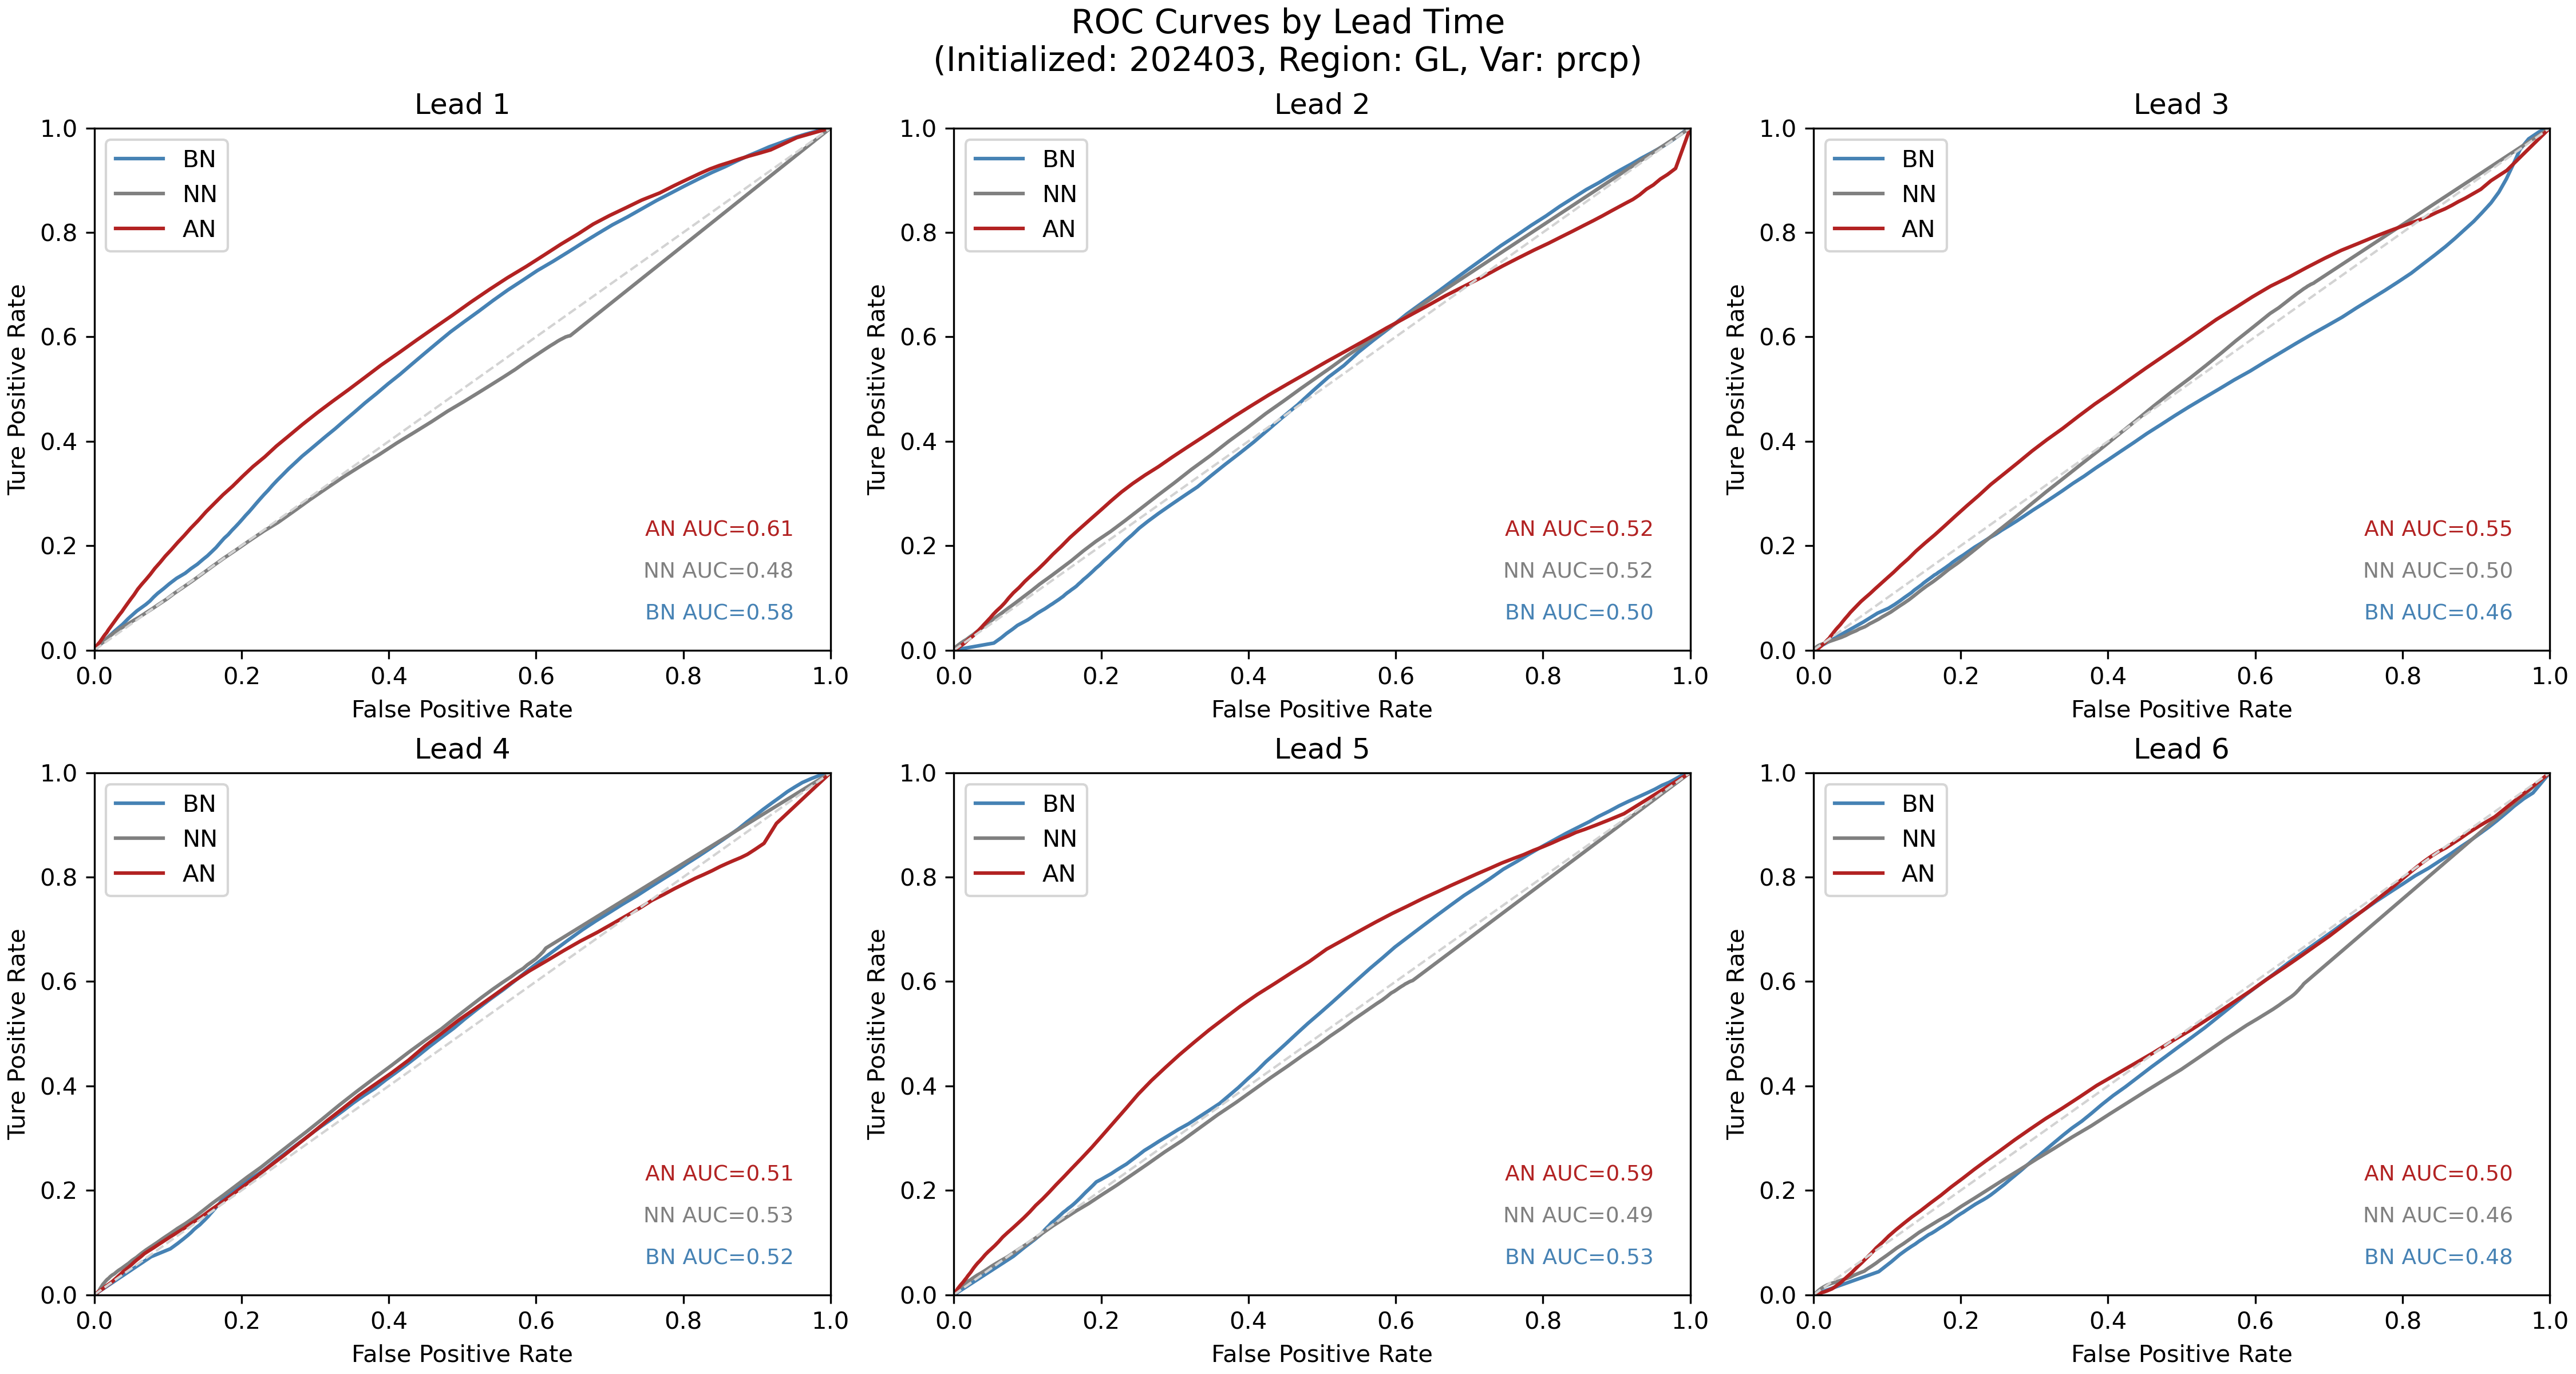 ROC Curves by Lead Time
(Initialized: 202403, Region: GL, Var: prcp)
Lead 1
1.0
0.8
0.6
0.4
0.2
0.0
Ture Positive Rate
BN
NN
AN
AN AUC=0.61
NN AUC=0.48
BN AUC=0.58
0.0 0.2 0.4 0.6 0.8 1.0
False Positive Rate
Lead 2
1.0
0.8
0.6
0.4
0.2
0.0
Ture Positive Rate
BN
NN
AN
AN AUC=0.52
NN AUC=0.52
BN AUC=0.50
0.0 0.2 0.4 0.6 0.8 1.0
False Positive Rate
Lead 3
1.0
0.8
0.6
0.4
0.2
0.0
Ture Positive Rate
BN
NN
AN
AN AUC=0.55
NN AUC=0.50
BN AUC=0.46
0.0 0.2 0.4 0.6 0.8 1.0
False Positive Rate
Lead 4
1.0
0.8
0.6
0.4
0.2
0.0
Ture Positive Rate
BN
NN
AN
AN AUC=0.51
NN AUC=0.53
BN AUC=0.52
0.0 0.2 0.4 0.6 0.8 1.0
False Positive Rate
Lead 5
1.0
0.8
0.6
0.4
0.2
0.0
Ture Positive Rate
BN
NN
AN
AN AUC=0.59
NN AUC=0.49
BN AUC=0.53
0.0 0.2 0.4 0.6 0.8 1.0
False Positive Rate
Lead 6
1.0
0.8
0.6
0.4
0.2
0.0
Ture Positive Rate
BN
NN
AN
AN AUC=0.50
NN AUC=0.46
BN AUC=0.48
0.0 0.2 0.4 0.6 0.8 1.0
False Positive Rate